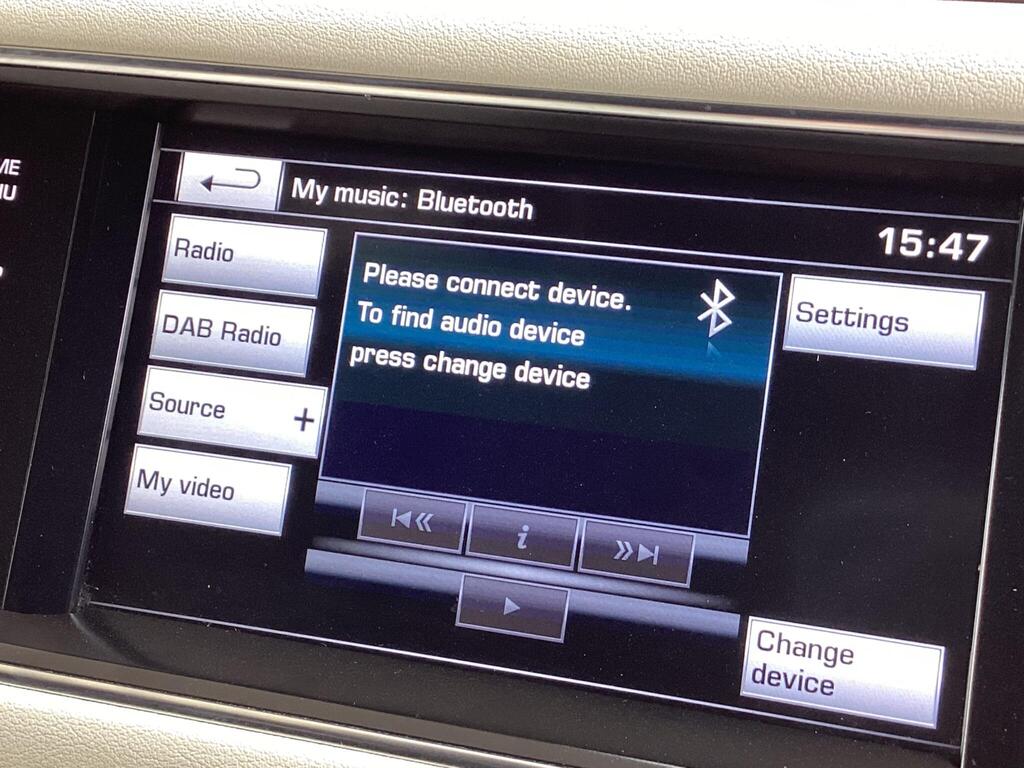 My music: Bluetooth
15:47
Radio
DAB Radio
Source +
My video
Please connect device.
To find audio device
press change device
Settings
i
Change
device